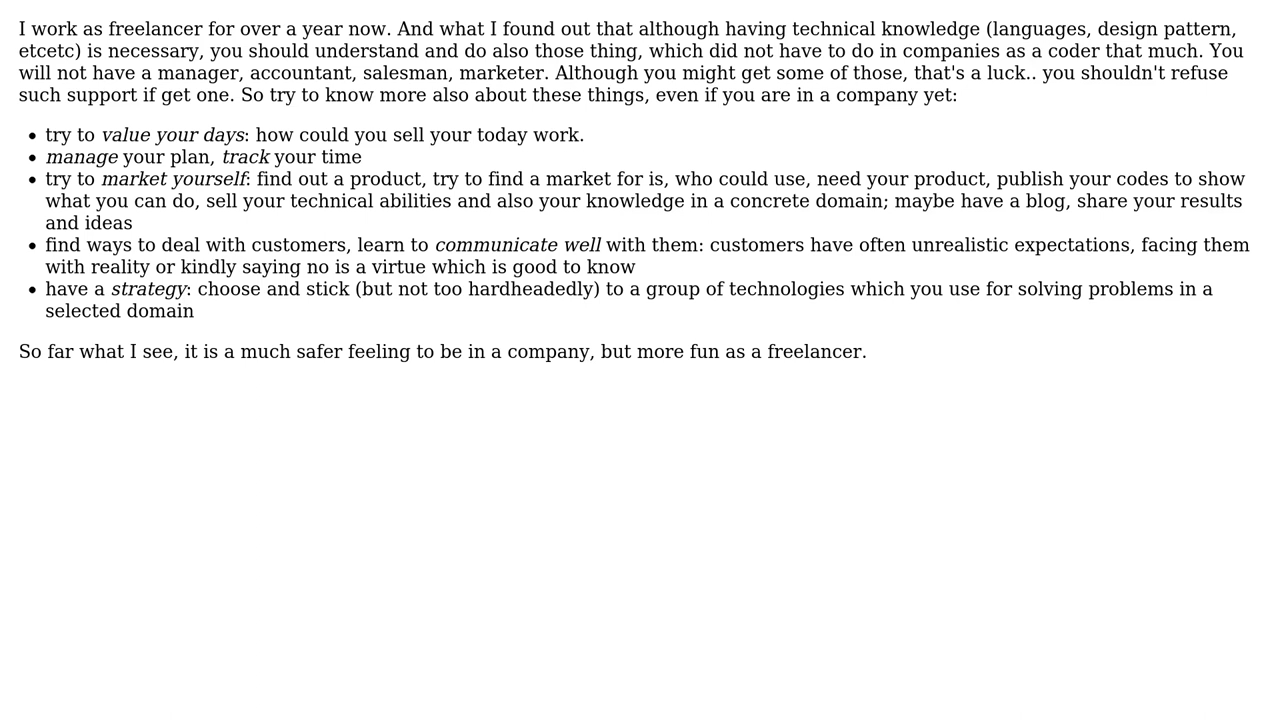 I work as freelancer for over a year now. And what I found out that although having technical knowledge (languages, design pattern,
etcetc) is necessary, you should understand and do also those thing, which did not have to do in companies as a coder that much. You
will not have a manager, accountant, salesman, marketer. Although you might get some of those, that's a luck.. you shouldn't refuse
such support if get one. So try to know more also about these things, even if you are in a company yet:
• try to value your days: how could you sell your today work.
• manage your plan, track your time
• try to market yourself: find out a product, try to find a market for is, who could use, need your product, publish your codes to show
what you can do, sell your technical abilities and also your knowledge in a concrete domain; maybe have a blog, share your results
and ideas
• find ways to deal with customers, learn to communicate well with them: customers have often unrealistic expectations, facing them
with reality or kindly saying no is a virtue which is good to know
• have a strategy: choose and stick (but not too hardheadedly) to a group of technologies which you use for solving problems in a
selected domain
So far what I see, it is a much safer feeling to be in a company, but more fun as a freelancer.